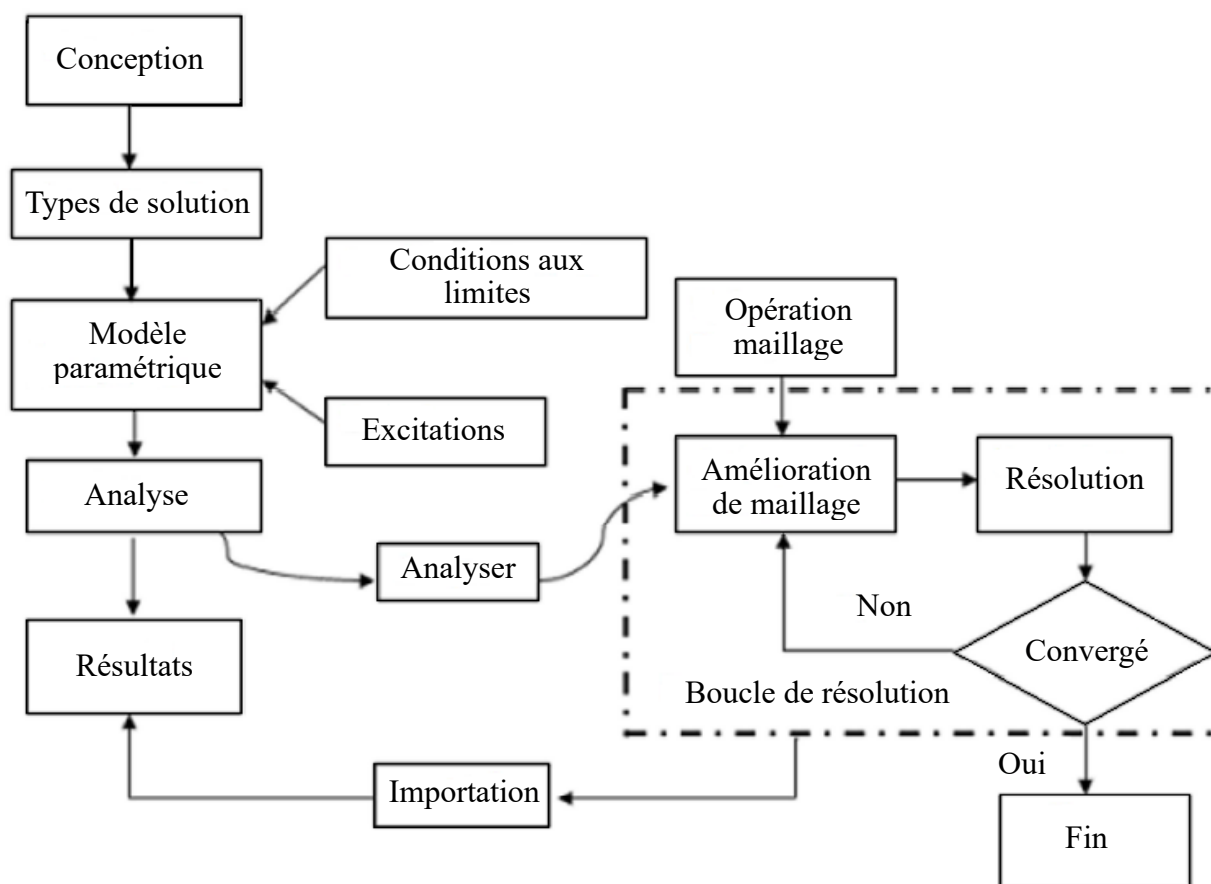 Conception
Types de solution
Conditions aux
limites
Modèle
paramétrique
Excitations
Analyse
Analyser
Résultats
Importation
Opération
maillage
Amélioration
de maillage
Résolution
Non
Convergé
Boucle de résolution
Oui
Fin